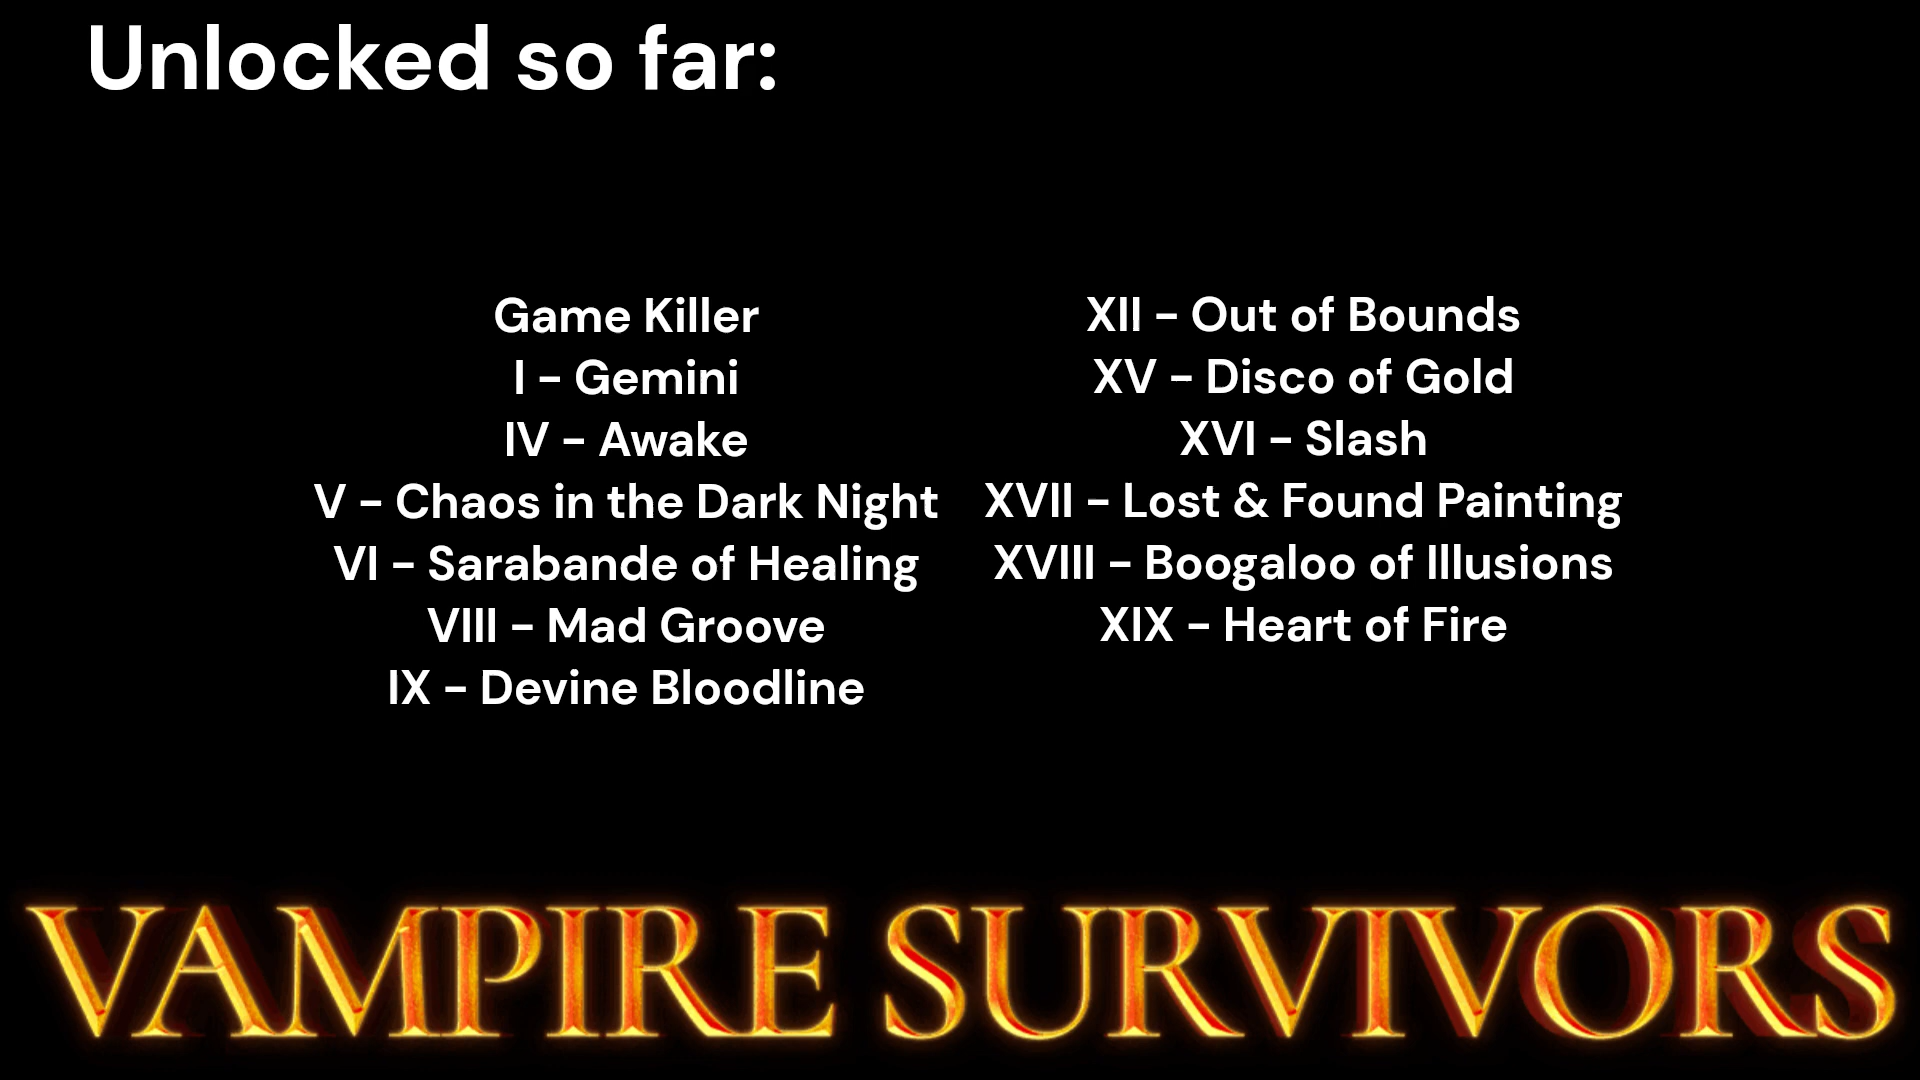 Unlocked so far:
Game Killer
I – Gemini
IV – Awake
V – Chaos in the Dark Night
VI – Sarabande of Healing
VIII – Mad Groove
IX – Devine Bloodline
XII – Out of Bounds
XV – Disco of Gold
XVI – Slash
XVII – Lost & Found Painting
XVIII – Boogaloo of Illusions
XIX – Heart of Fire
VAMPIRE SURVIVORS